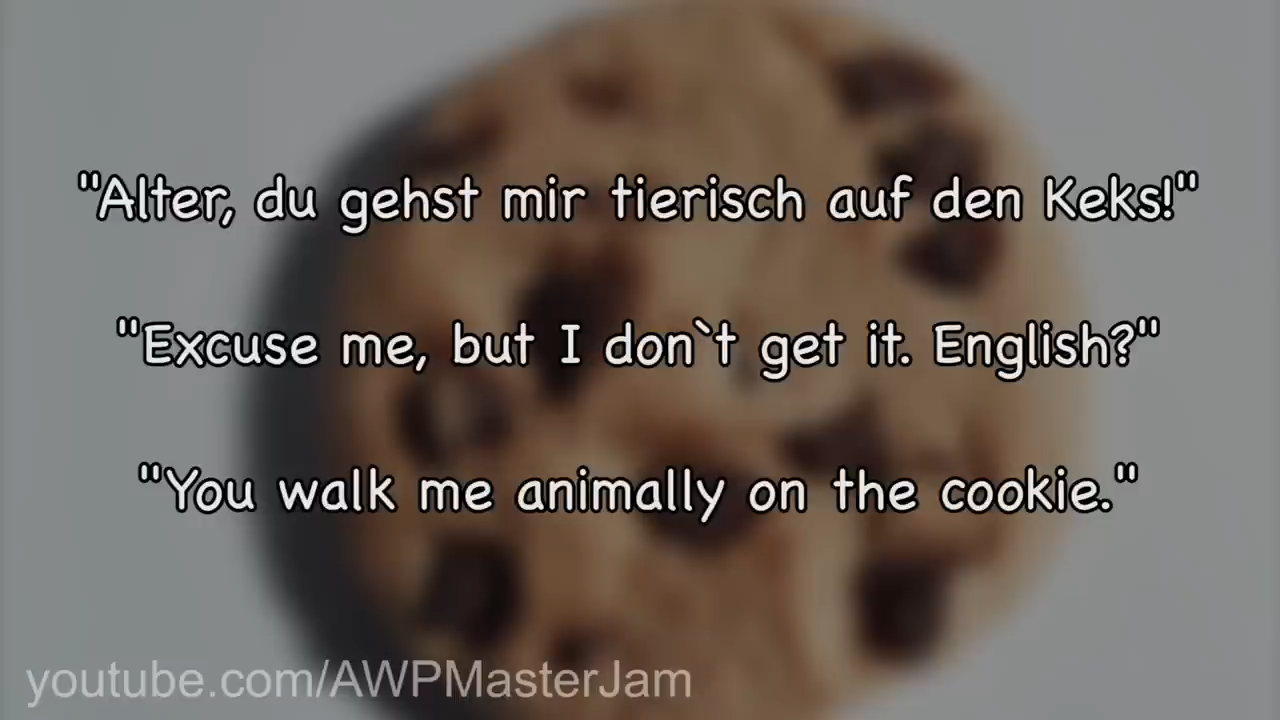 "Alter, du gehst mir tierisch auf den Keks!"
"Excuse me, but I don`t get it. English?"
"You walk me animally on the cookie."
youtube.com/AWPMasterJam